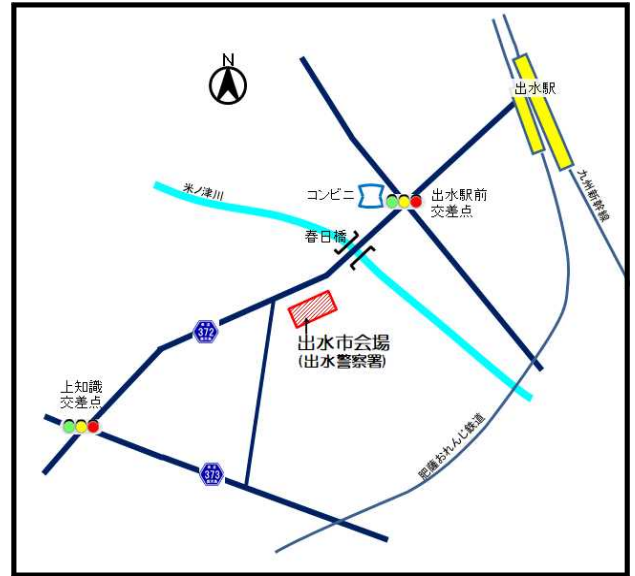 N
出水駅
九州新幹線
米ノ津川
コンビニ
出水駅前
交差点
春日橋
372
出水市会場
(出水警察署)
上知識
交差点
373
肥薩おれんじ鉄道